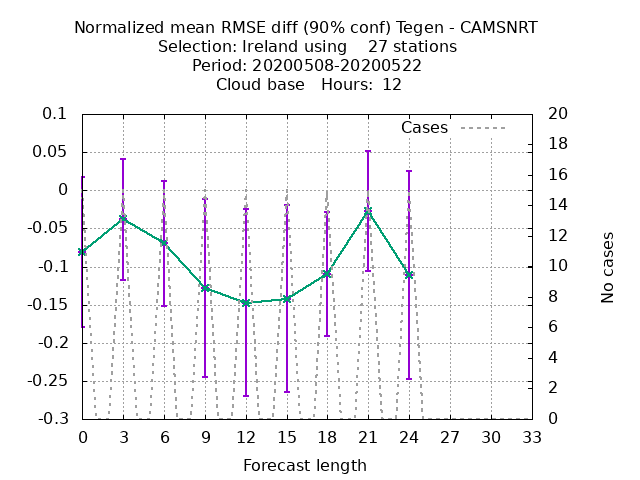 Normalized mean RMSE diff (90% conf) Tegen - CAMSNRT
Selection: Ireland using 27 stations
Period: 20200508-20200522
Cloud base Hours: 12
Cases
0.1
0.05
0
-0.05
-0.1
-0.15
-0.2
-0.25
-0.3
20
18
16
14
12
10
8
6
4
2
0
No cases
0 3 6 9 12 15 18 21 24 27 30 33
Forecast length